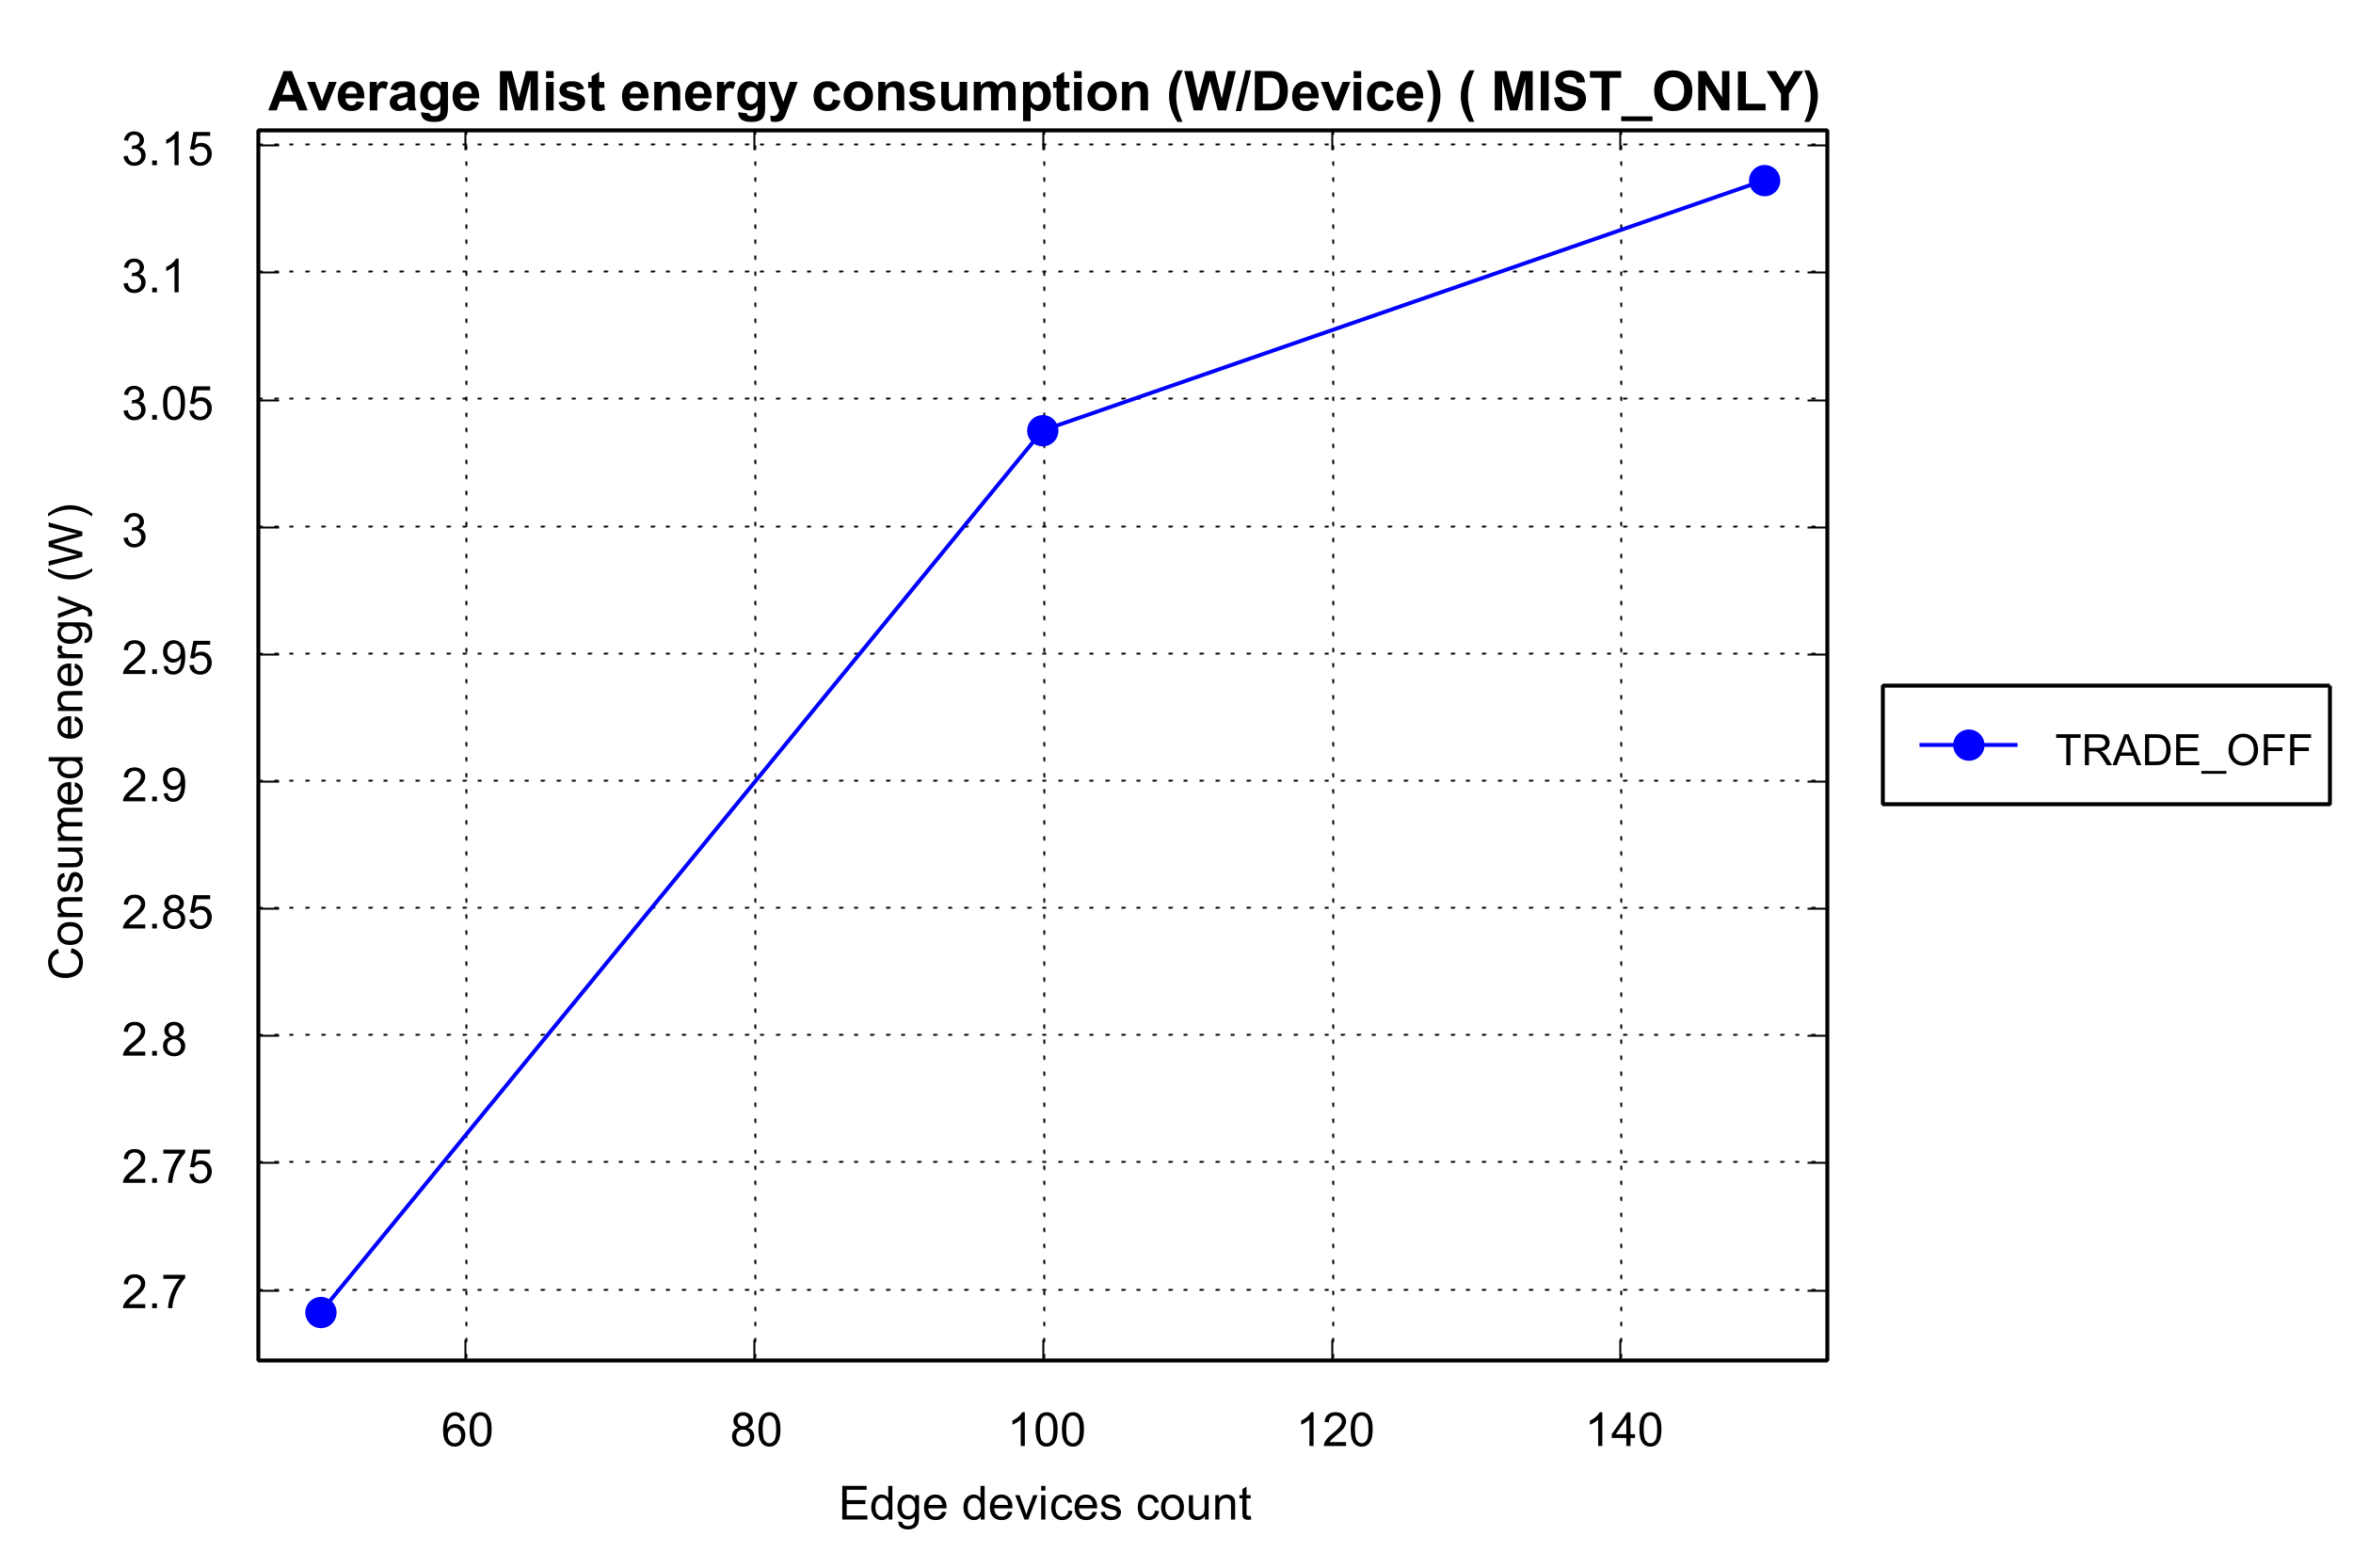 Average Mist energy consumption (W/Device) ( MIST_ONLY)
3.15
3.1
3.05
3
2.95
2.9
2.85
2.8
2.75
2.7
Consumed energy (W)
60 80 100 120 140
Edge devices count
TRADE_OFF